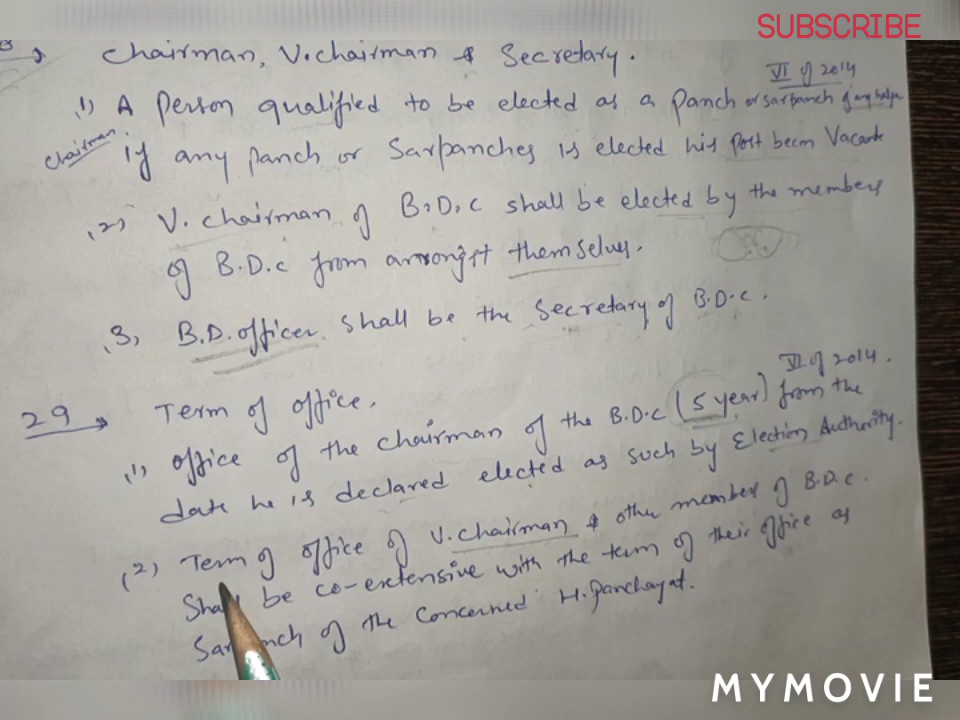 SUBSCRIBE
Chairman, V.chairman & Secretary.
VI of 2014
1) A Person qualified to be elected as a Panch or sarpanch of any halqa
chairman.
If any Panch or Sarpanches is elected his Post becm Vacante
(2) V. chairman of B.D.C shall be elected by the members
of B.D.C from amongst themselves.
3, B.D.officer shall be the Secretary of B.D.C.
VI of 2014.
29 → Term of office.
(1) office of the chairman of the B.D.C (5 year) from the
date he is declared elected as such by Election Authority.
(2) Term of office of V.chairman & other member of B.D.C.
Shall be co-extensive with the term of their office as
Sar nch of the Concerned H.Panchayat.
MYMOVIE